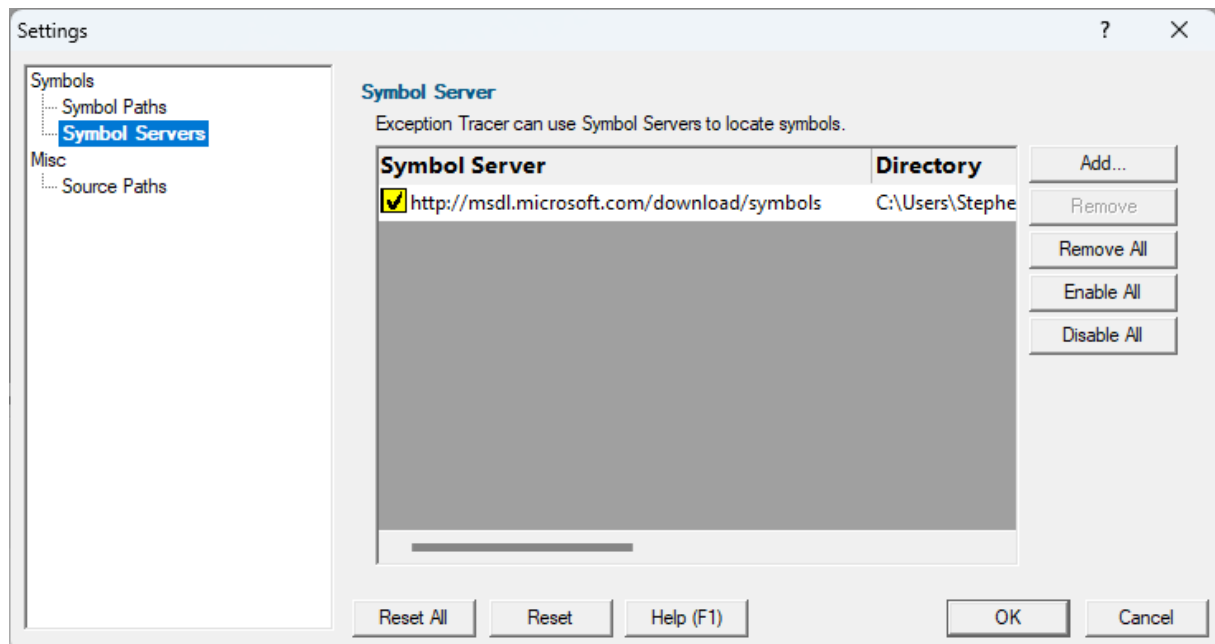 Settings
?
Symbols
Symbol Paths
Symbol Servers
Misc
Source Paths
Symbol Server
Exception Tracer can use Symbol Servers to locate symbols.
Symbol Server Directory
http://msdl.microsoft.com/download/symbols C:\Users\Stephe
Add...
Remove
Remove All
Enable All
Disable All
Reset All Reset Help (F1) OK Cancel